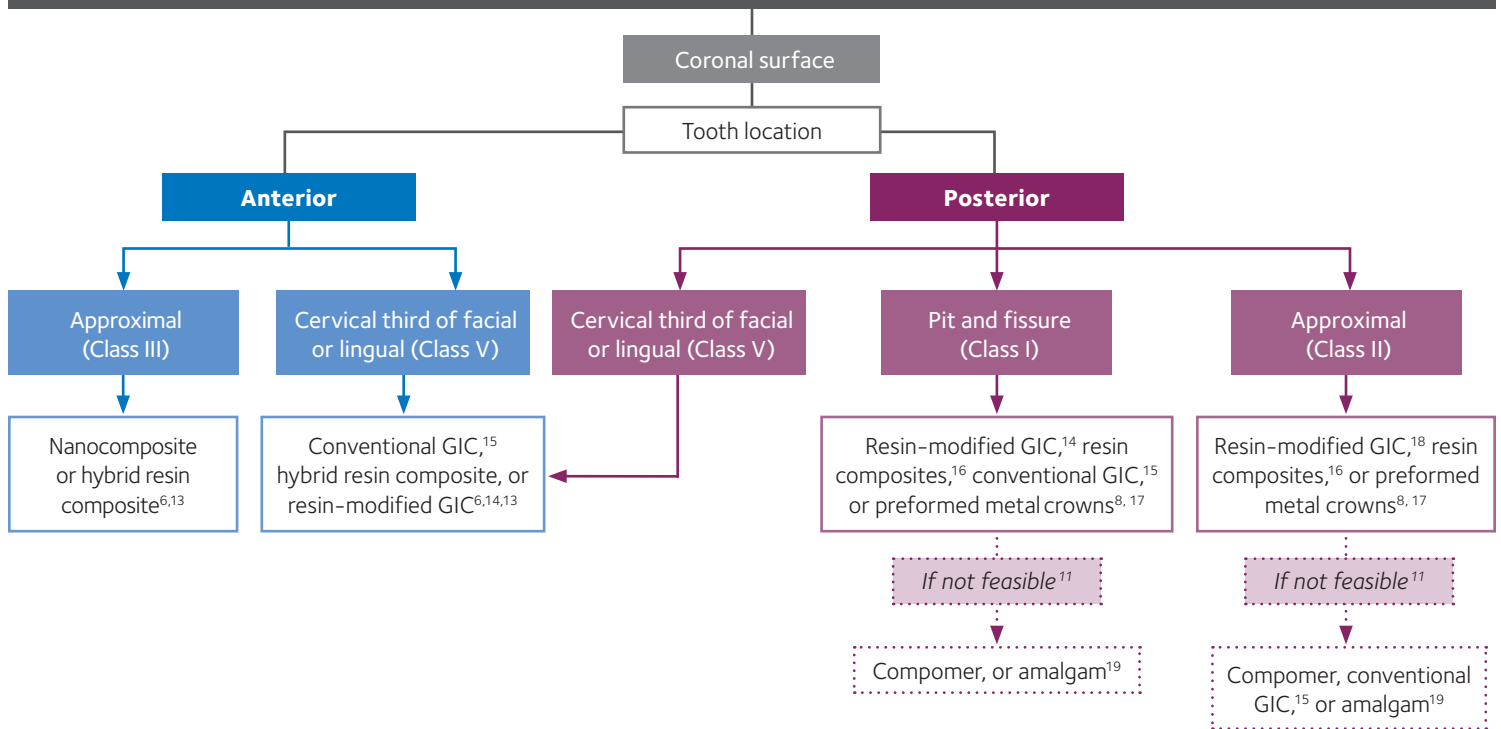 Coronal surface
Tooth location
Anterior
Posterior
Approximal
(Class III)
Cervical third of facial
or lingual (Class V)
Cervical third of facial
or lingual (Class V)
Pit and fissure
(Class I)
Approximal
(Class II)
Nanocomposite
or hybrid resin
composite6,13
Conventional GIC,15
hybrid resin composite, or
resin-modified GIC6,14,13
Resin-modified GIC,14 resin
composites,16 conventional GIC,15
or preformed metal crowns8, 17
Resin-modified GIC,18 resin
composites,16 or preformed
metal crowns8, 17
If not feasible11
If not feasible11
Compomer, or amalgam19
Compomer, conventional
GIC,15 or amalgam19